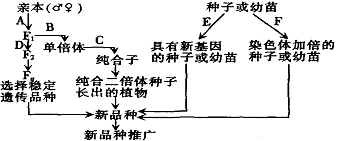 亲本(♂♀)
种子或幼苗
A
B
E
F
F₁
单倍体
D
C
F₂
纯合子
具有新基因
的种子或幼苗
染色体加倍的
种子或幼苗
选择稳定
遗传品种
纯合二倍体种子
长出的植物
新品种
新品种推广